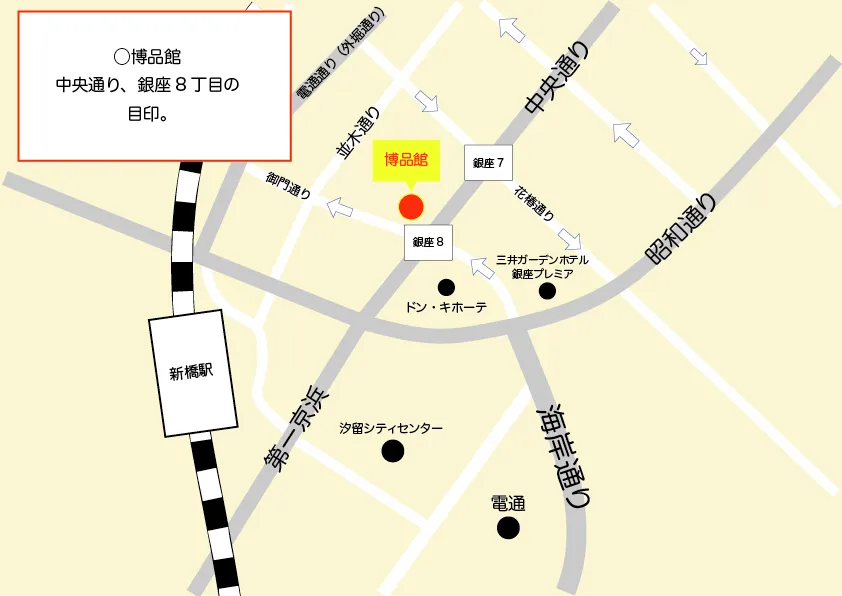 ○博品館
中央通り、銀座8丁目の
目印。
電通通り（外堀通り）
並木通り
中央通り
博品館
銀座7
御門通り
花椿通り
昭和通り
銀座8
三井ガーデンホテル
銀座プレミア
ドン・キホーテ
新橋駅
第一京浜
汐留シティセンター
海岸通り
電通